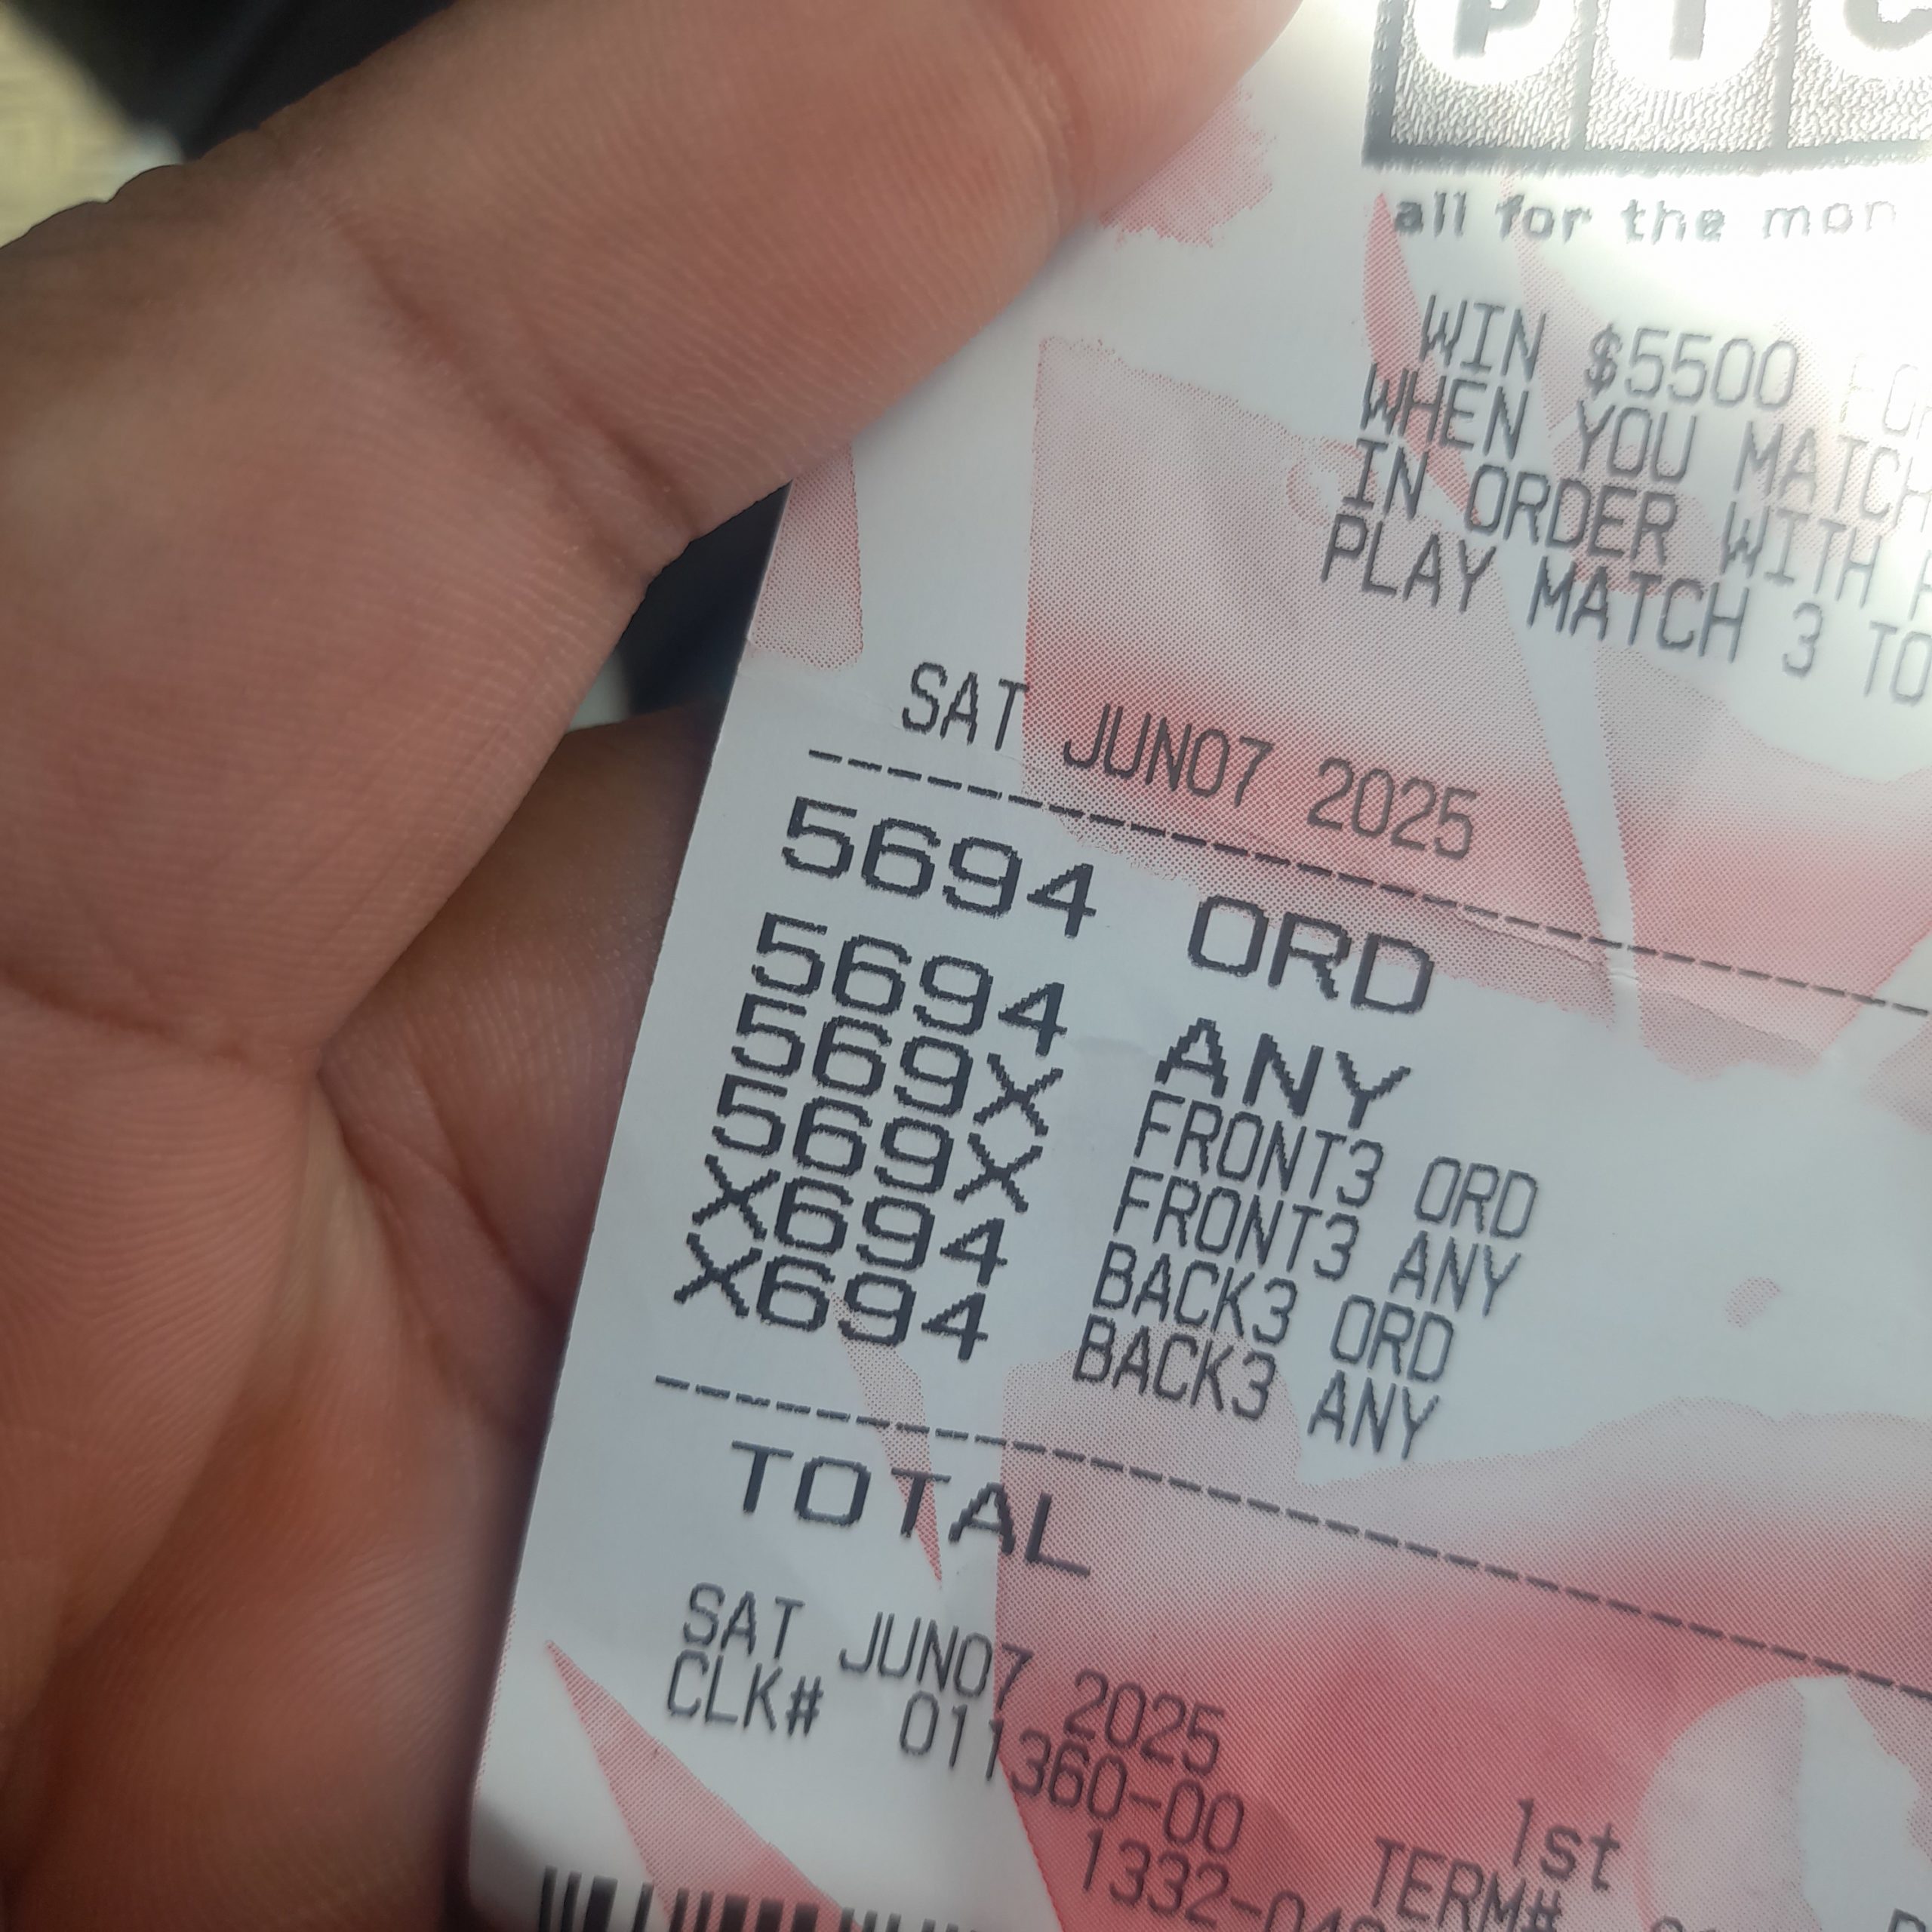 all for the mon
WIN $5500
WHEN YOU MATCH
IN ORDER WITH
PLAY MATCH 3 TO
SAT JUN07 2025
5694 ORD
5694 ANY
569X FRONT3 ORD
569X FRONT3 ANY
X694 BACK3 ORD
X694 BACK3 ANY
TOTAL
SAT JUN07 2025
CLK# 011360-00 1st
1332-04 TERM#